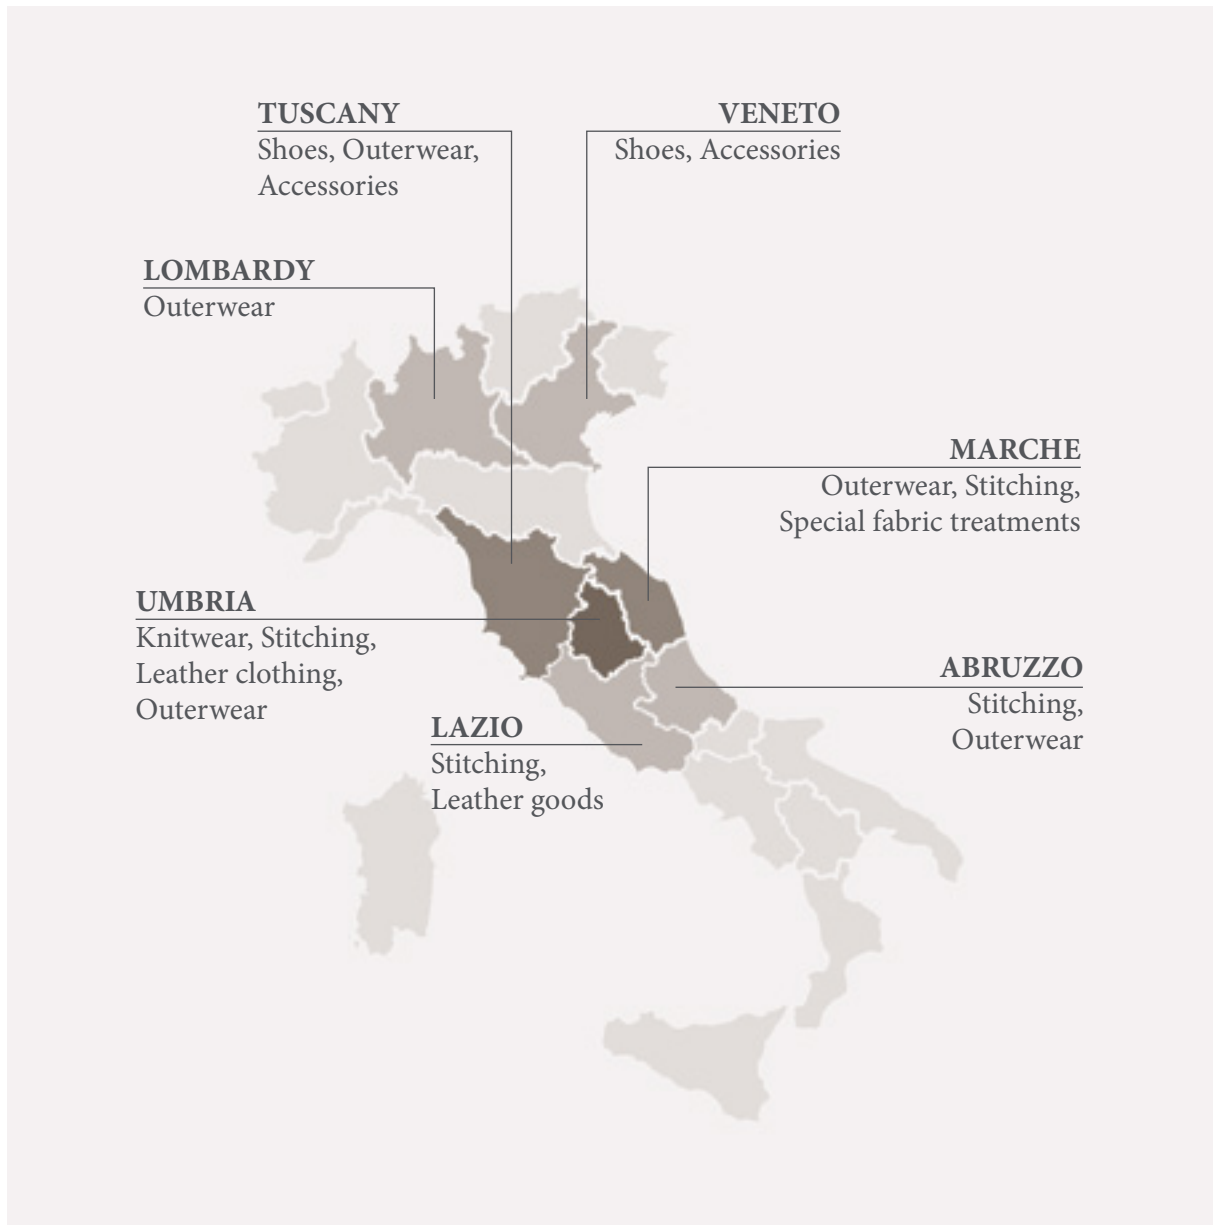 TUSCANY
Shoes, Outerwear,
Accessories
VENETO
Shoes, Accessories
LOMBARDY
Outerwear
MARCHE
Outerwear, Stitching,
Special fabric treatments
UMBRIA
Knitwear, Stitching,
Leather clothing,
Outerwear
ABRUZZO
Stitching,
Outerwear
LAZIO
Stitching,
Leather goods